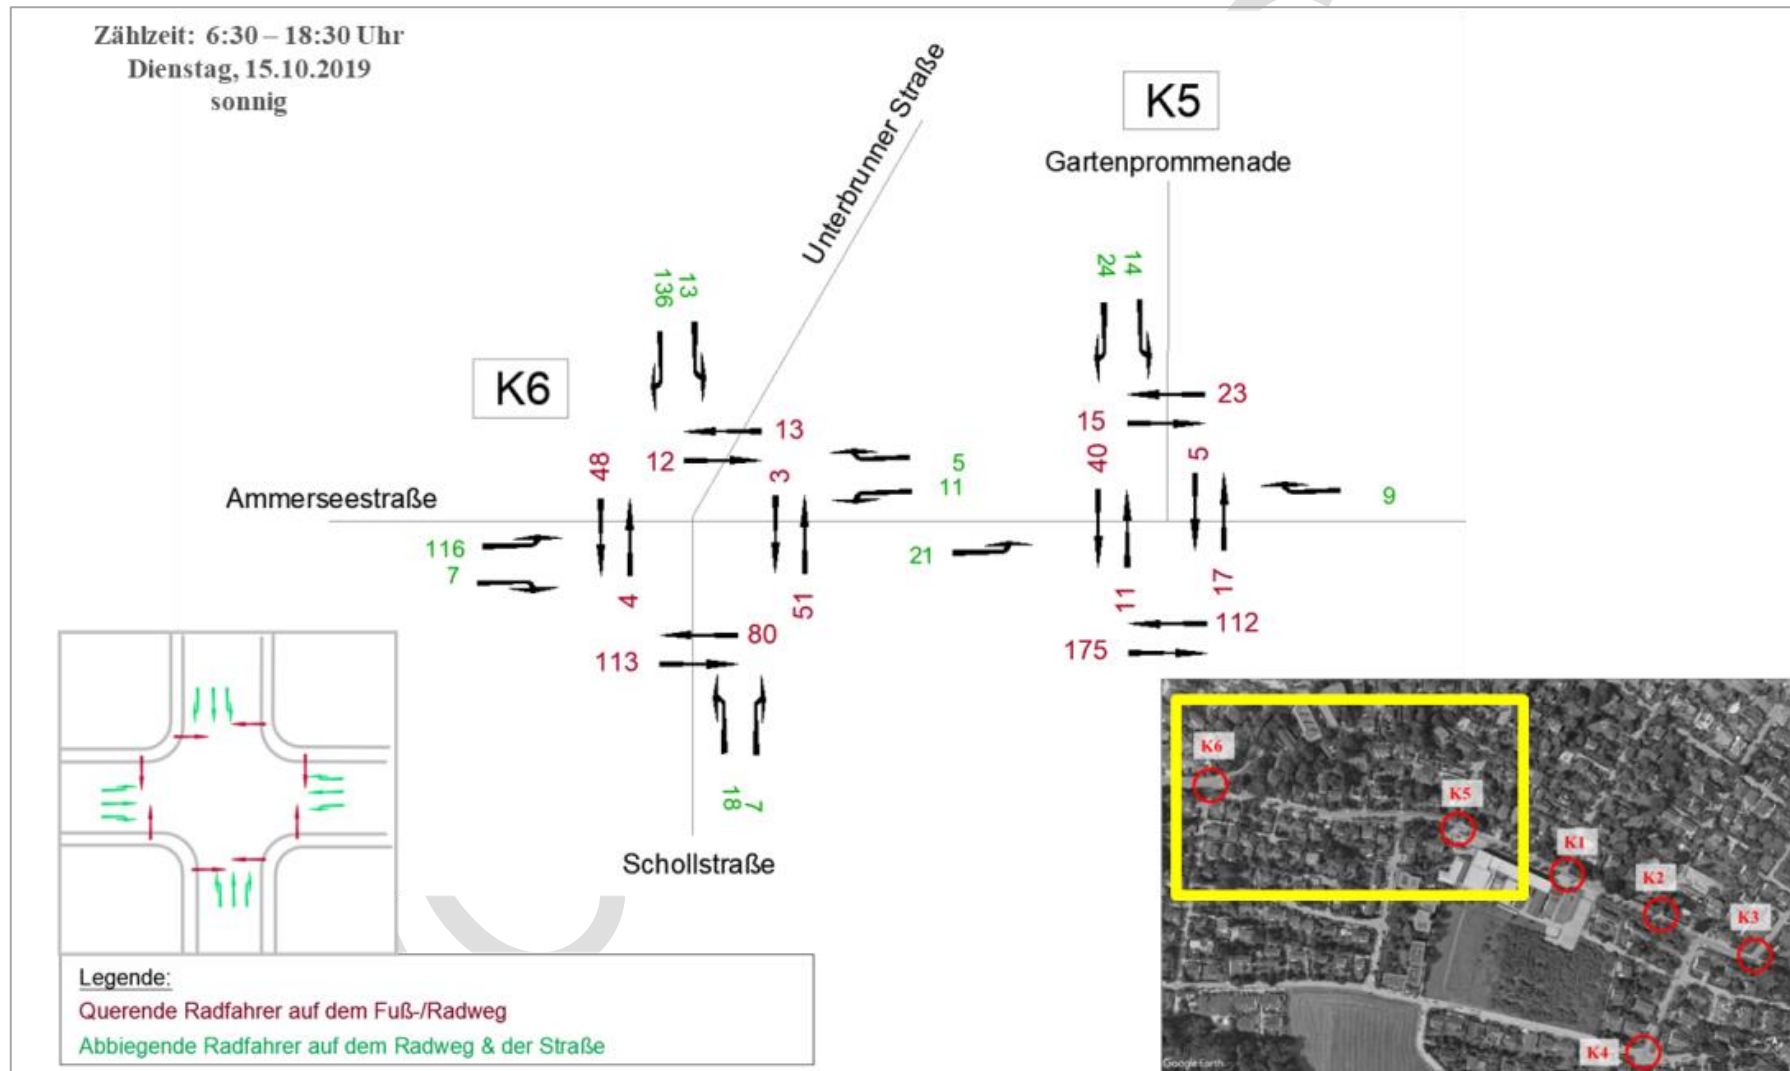 Zählzeit: 6:30 – 18:30 Uhr
Dienstag, 15.10.2019
sonnig
Unterbrunner Straße
K5
Gartenprommenade
136
13
24
14
K6
13
12
48
3
5
11
23
15
40
5
9
Ammerseestraße
116
7
21
4
51
11
17
80
113
112
175
18
7
Schollstraße
K6
K5
K1
K2
K3
K4
Google Earth
Legende:
Querende Radfahrer auf dem Fuß-/Radweg
Abbiegende Radfahrer auf dem Radweg & der Straße